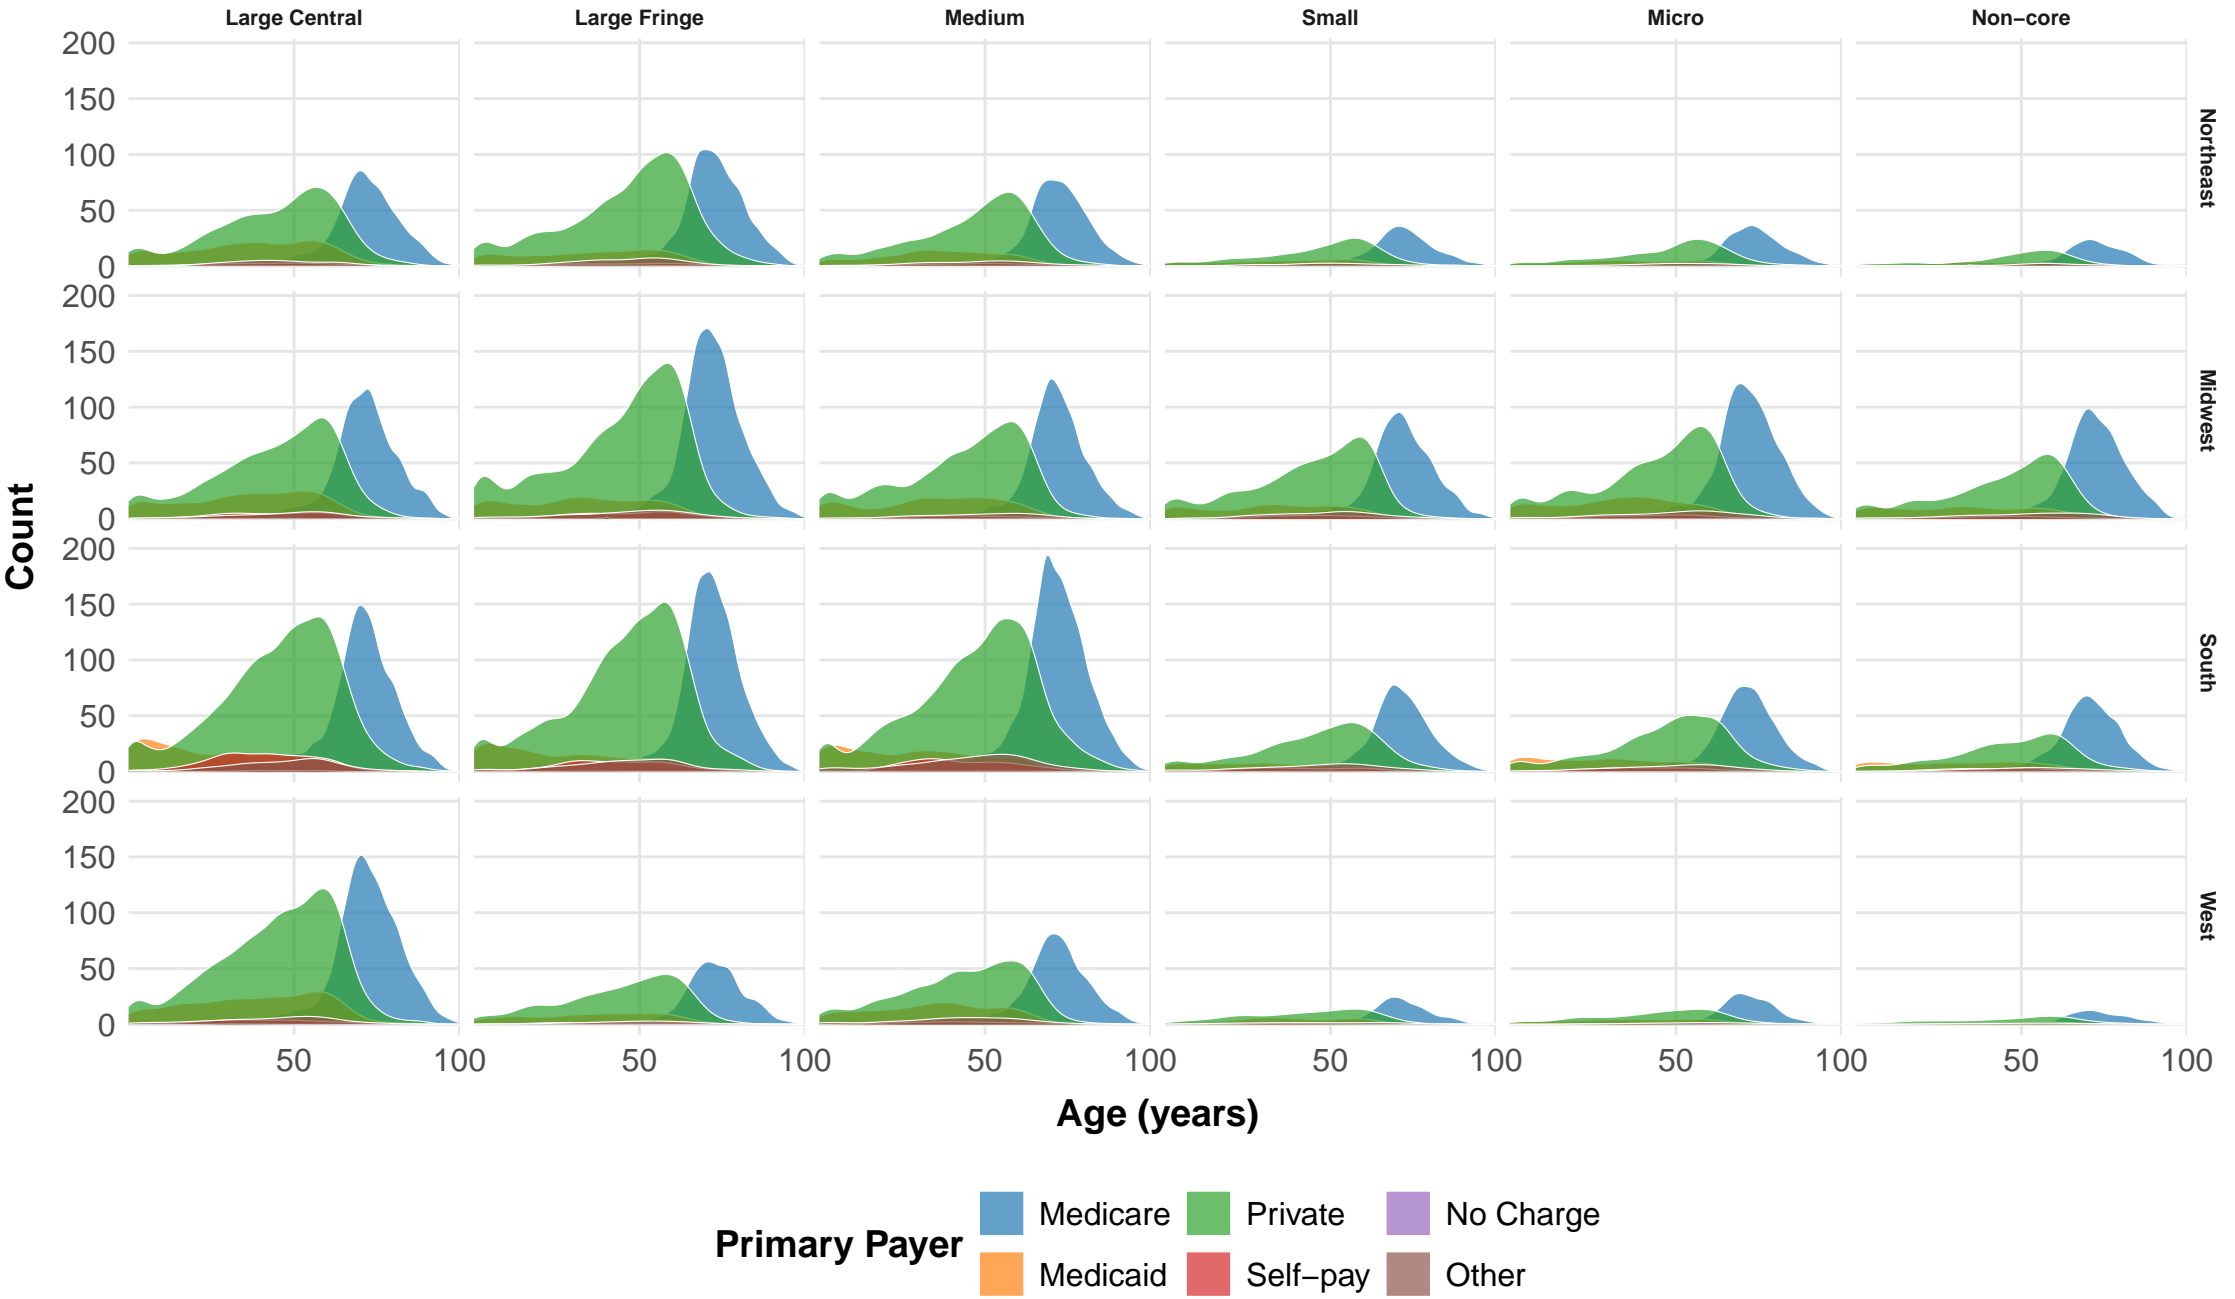 Large Central Large Fringe Medium Small Micro Non−core
200
150
100
50
0
Northeast
200
150
100
50
0
Midwest
200
150
100
50
0
South
200
150
100
50
0
West
Count
50 100 50 100 50 100 50 100 50 100 50 100
Age (years)
Primary Payer
Medicare Private No Charge
Medicaid Self−pay Other